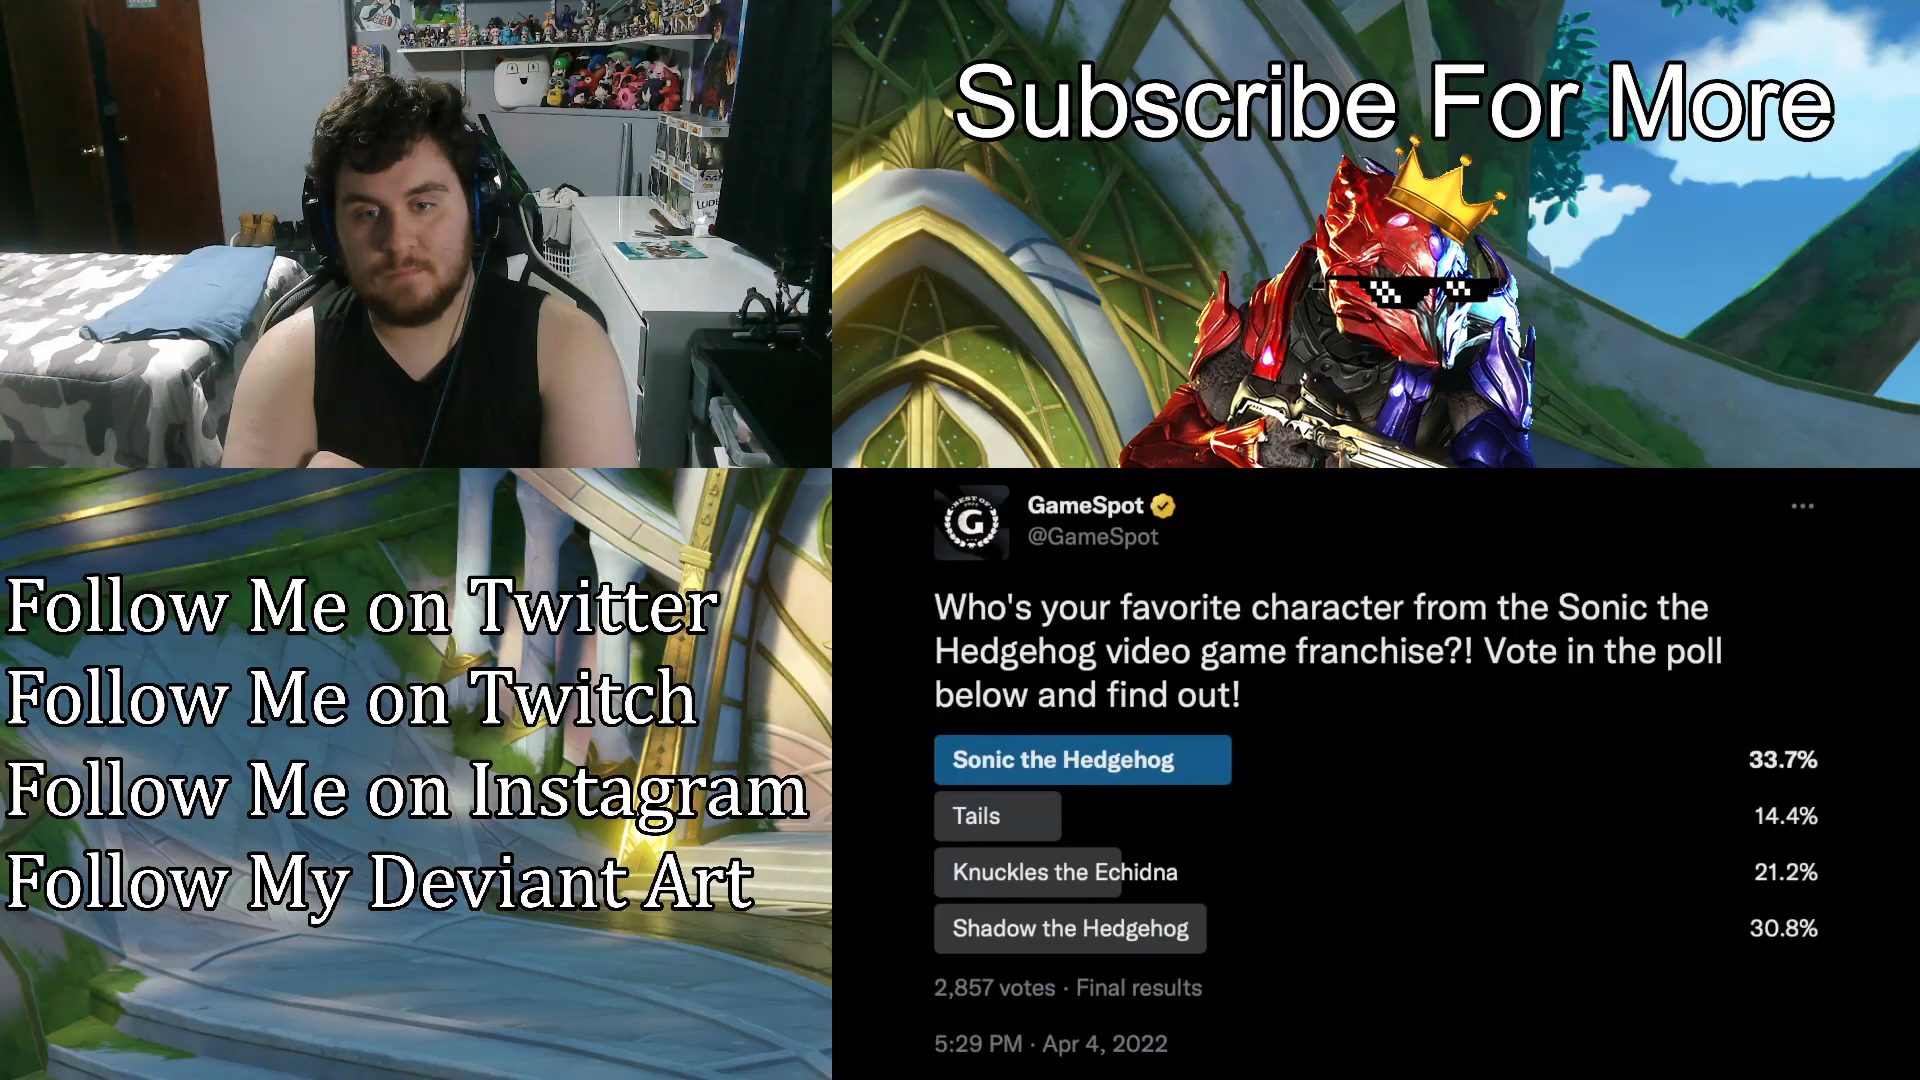 Subscribe For More
Follow Me on Twitter
Follow Me on Twitch
Follow Me on Instagram
Follow My Deviant Art
BEST OF
G
GameSpot
@GameSpot
Who's your favorite character from the Sonic the
Hedgehog video game franchise?! Vote in the poll
below and find out!
Sonic the Hedgehog 33.7%
Tails 14.4%
Knuckles the Echidna 21.2%
Shadow the Hedgehog 30.8%
2,857 votes · Final results
5:29 PM · Apr 4, 2022